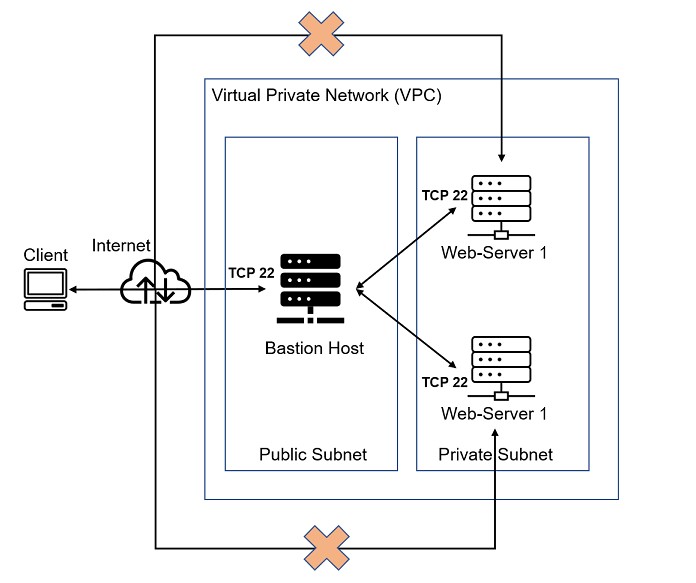 Virtual Private Network (VPC)
TCP 22
Web-Server 1
Internet
Client
TCP 22
Bastion Host
TCP 22
Web-Server 1
Public Subnet
Private Subnet